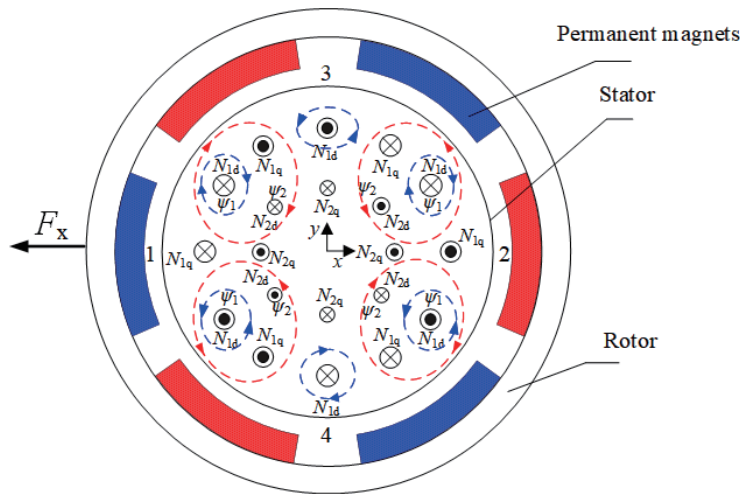 Permanent magnets
Stator
3
N1d
N1q
N1q
N1d
N1d
ψ1
ψ1
ψ2
ψ2
N2q
N2d
N2d
Fx
y
x
1
2
N1q
N2q
N2q
N1q
N2d
N2d
ψ1
ψ2
N2q
ψ2
ψ1
N1d
N1q
N1q
N1d
Rotor
N1d
4